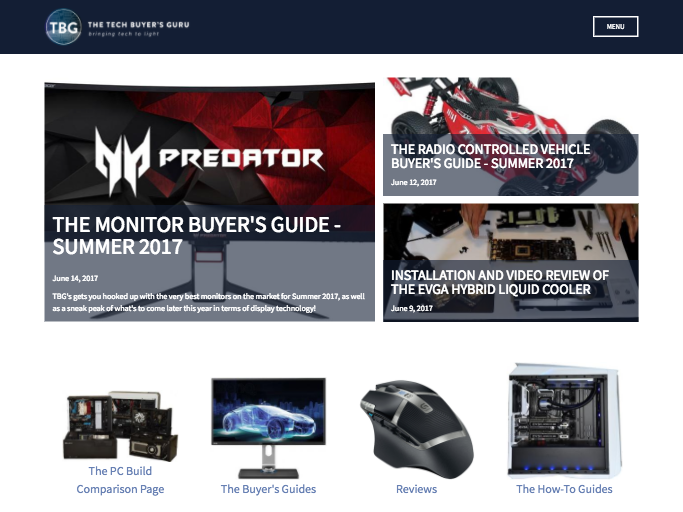 TBG
THE TECH BUYER'S GURU
bringing tech to light
MENU
PREDATOR
THE MONITOR BUYER'S GUIDE -
SUMMER 2017
June 14, 2017
TBG's gets you hooked up with the very best monitors on the market for Summer 2017, as well
as a sneak peak of what's to come later this year in terms of display technology!
THE RADIO CONTROLLED VEHICLE
BUYER'S GUIDE - SUMMER 2017
June 12, 2017
INSTALLATION AND VIDEO REVIEW OF
THE EVGA HYBRID LIQUID COOLER
June 9, 2017
The PC Build
Comparison Page
The Buyer's Guides
Reviews
The How-To Guides